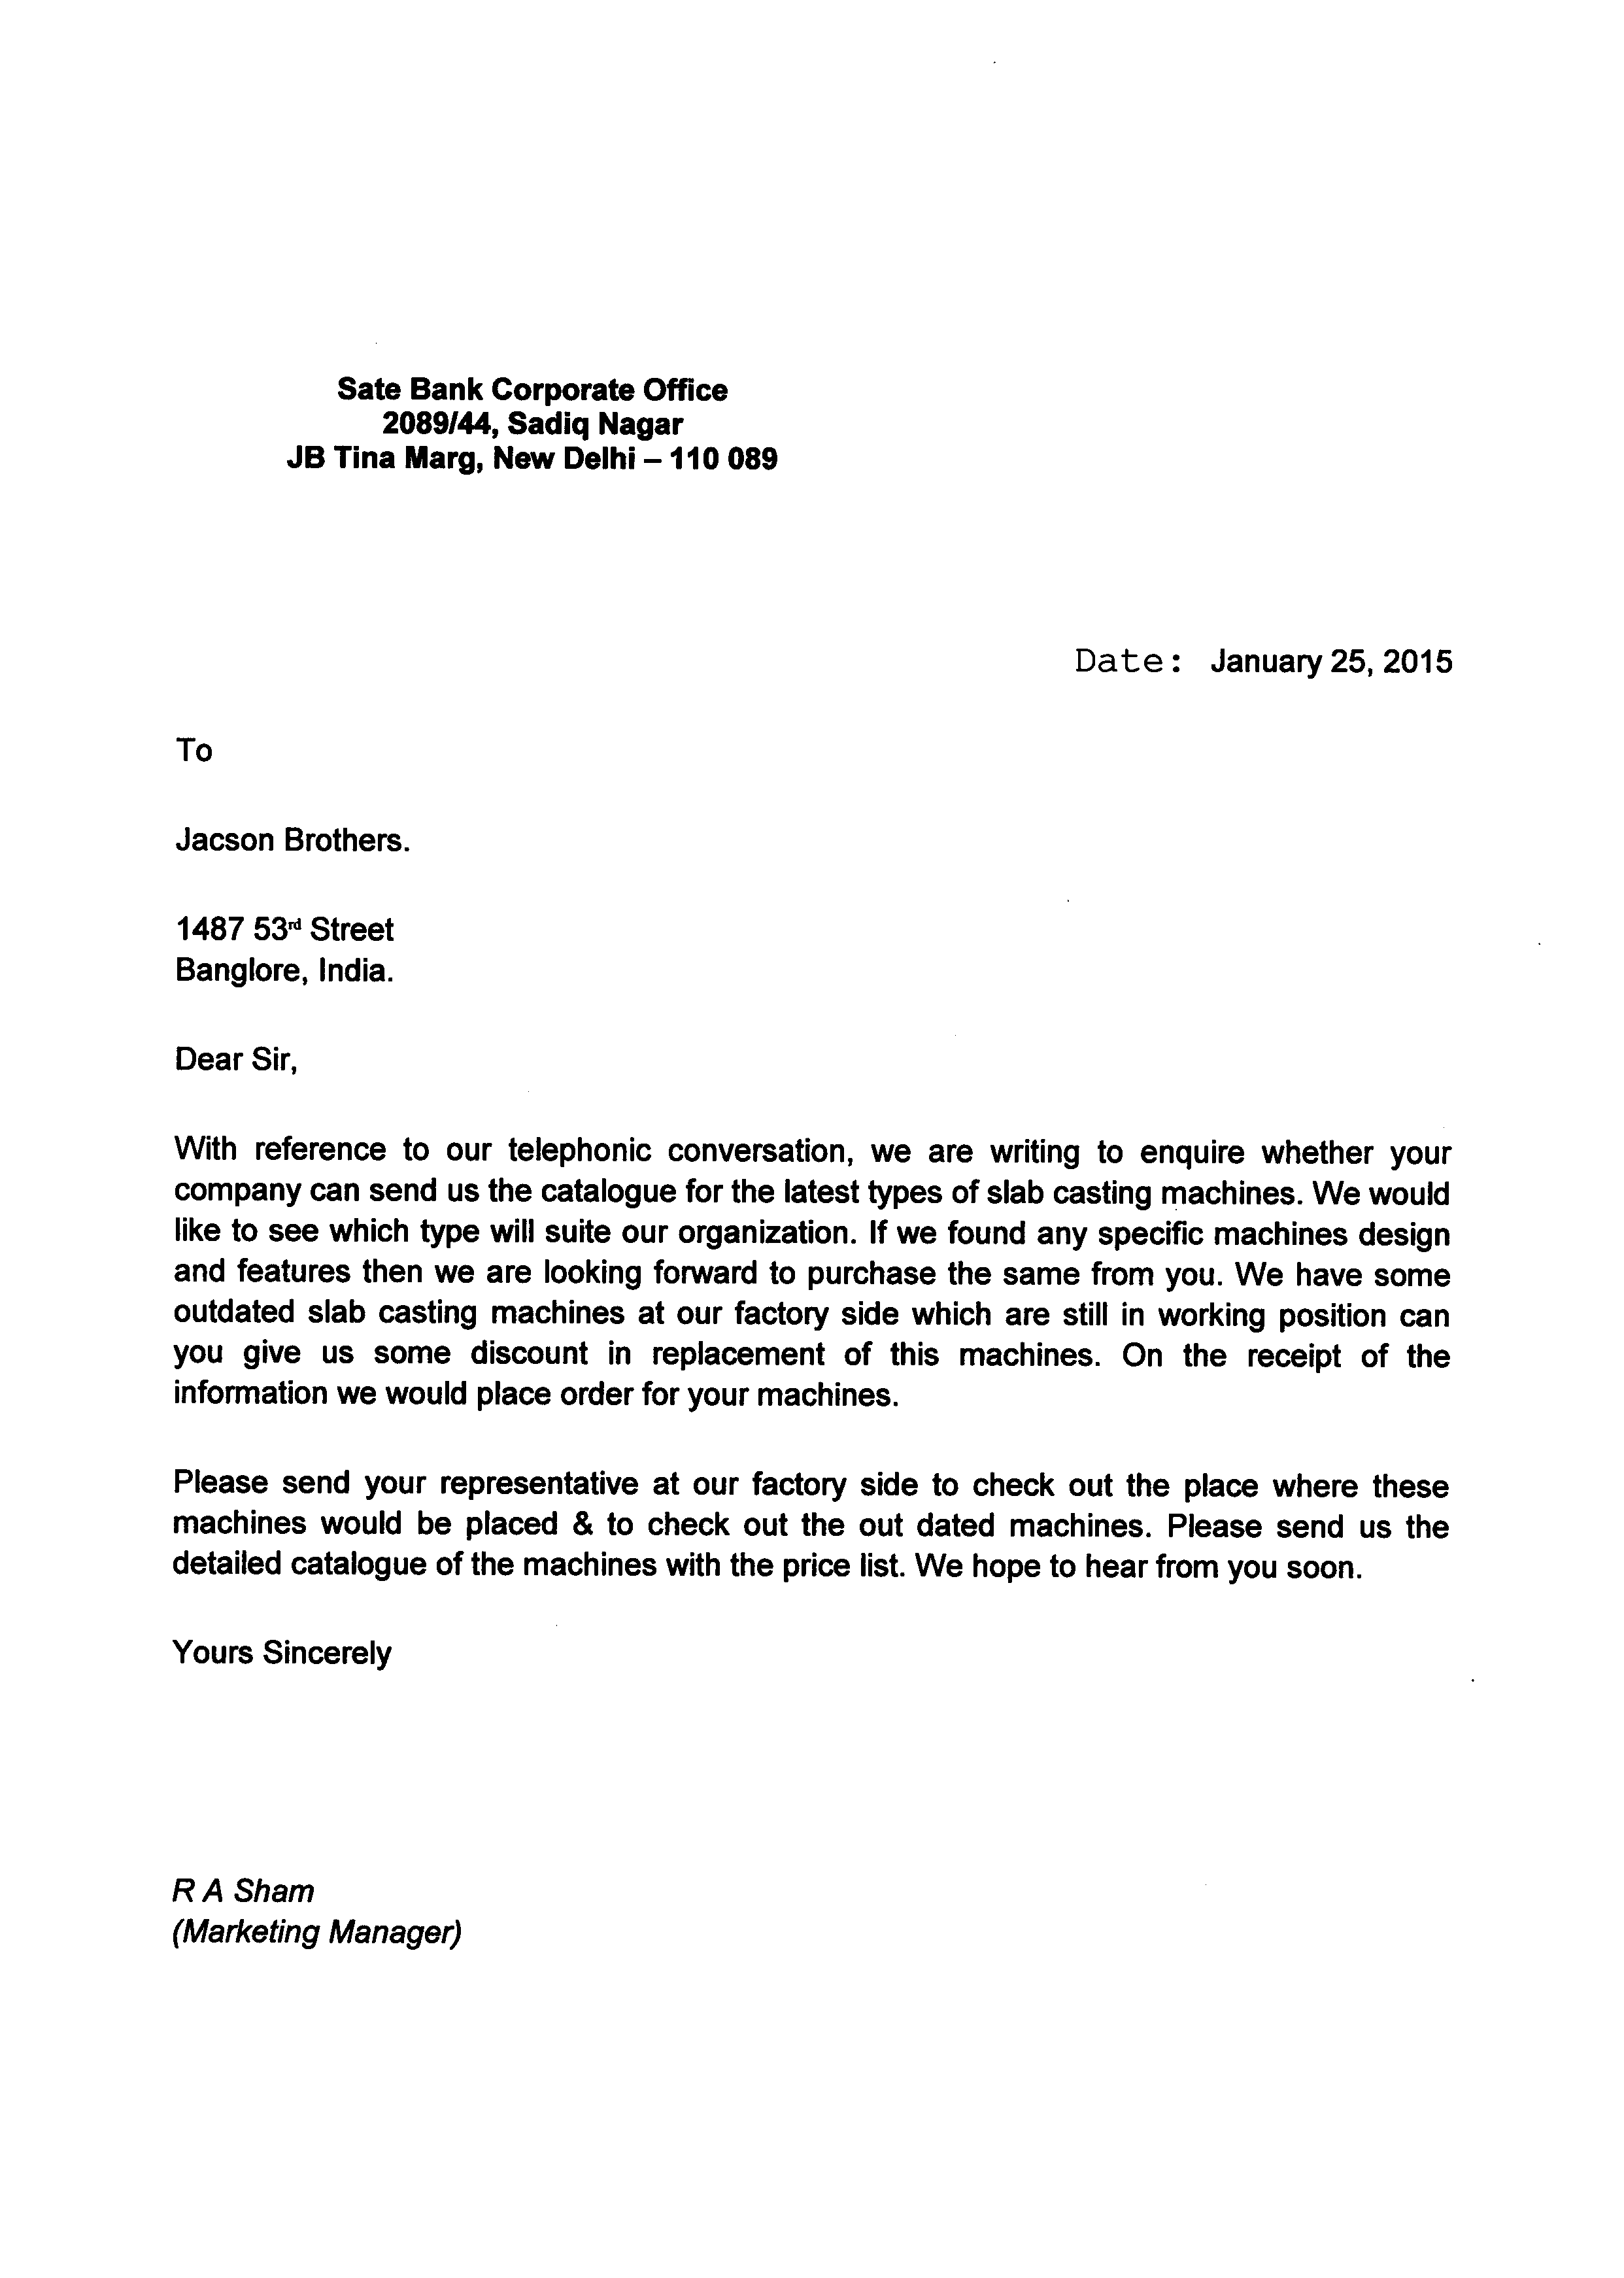 Sate Bank Corporate Office
2089/44, Sadiq Nagar
JB Tina Marg, New Delhi – 110 089
Date: January 25, 2015
To
Jacson Brothers.
1487 53rd Street
Banglore, India.
Dear Sir,
With reference to our telephonic conversation, we are writing to enquire whether your
company can send us the catalogue for the latest types of slab casting machines. We would
like to see which type will suite our organization. If we found any specific machines design
and features then we are looking forward to purchase the same from you. We have some
outdated slab casting machines at our factory side which are still in working position can
you give us some discount in replacement of this machines. On the receipt of the
information we would place order for your machines.
Please send your representative at our factory side to check out the place where these
machines would be placed & to check out the out dated machines. Please send us the
detailed catalogue of the machines with the price list. We hope to hear from you soon.
Yours Sincerely
R A Sham
(Marketing Manager)